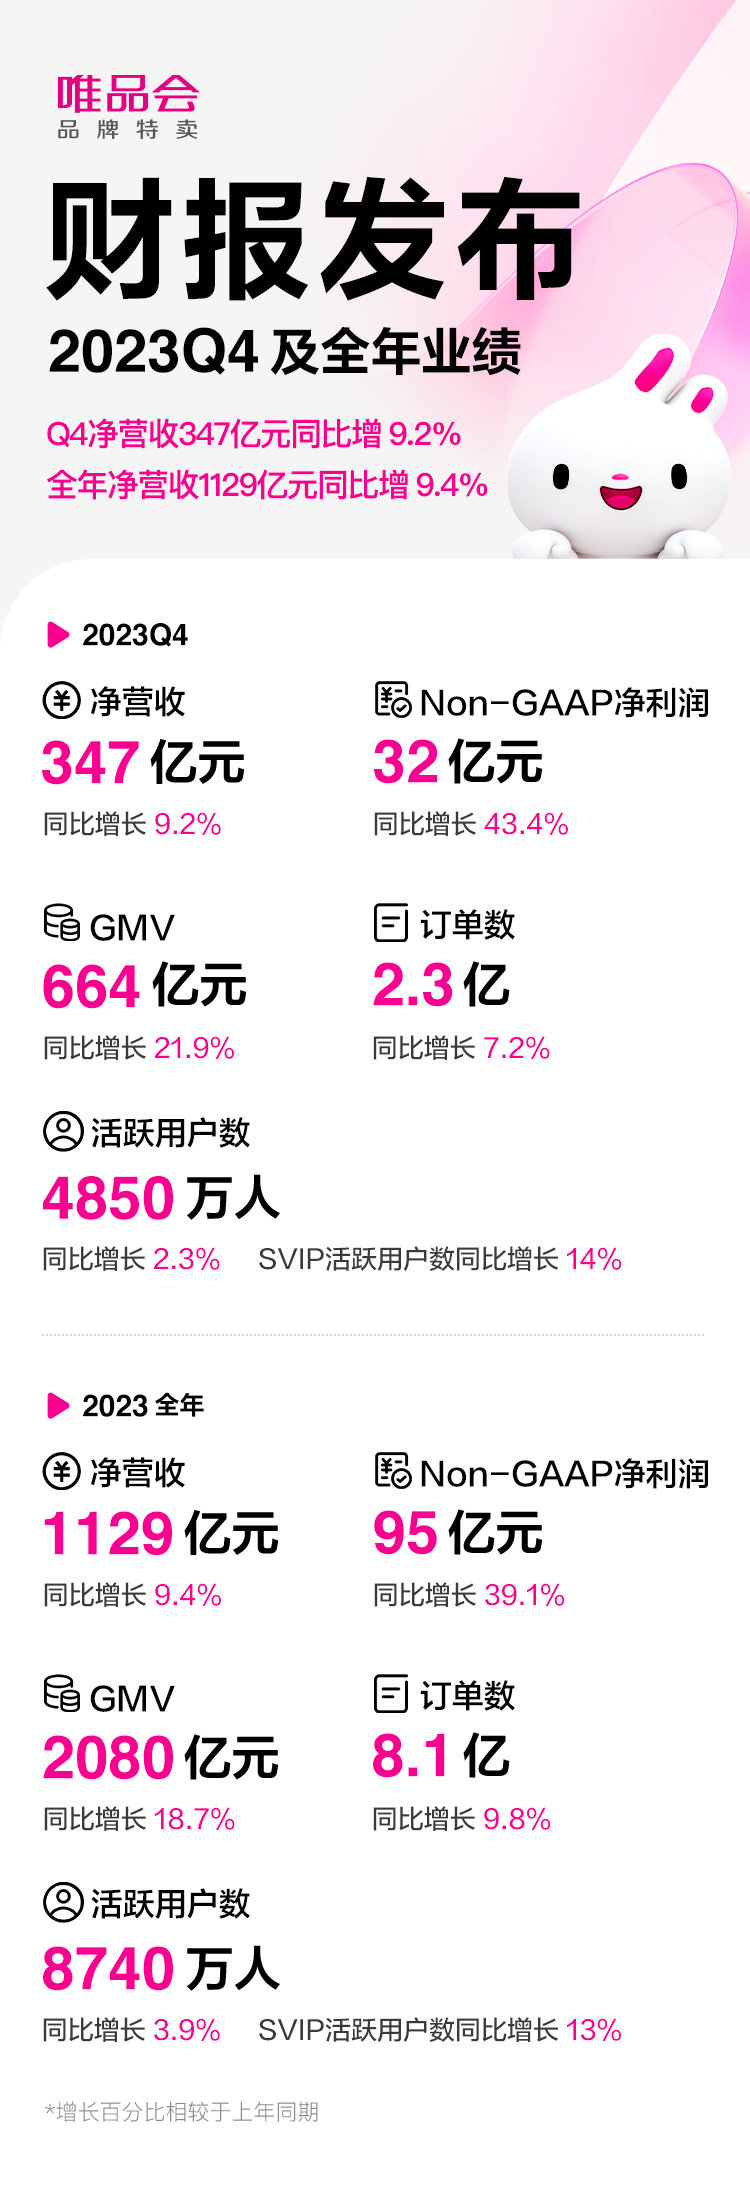 唯品会
品牌特卖
财报发布
2023Q4 及全年业绩
Q4净营收347亿元同比增 9.2%
全年净营收1129亿元同比增 9.4%
2023Q4
净营收
347 亿元
同比增长 9.2%
Non-GAAP净利润
32 亿元
同比增长 43.4%
GMV
664 亿元
同比增长 21.9%
订单数
2.3 亿
同比增长 7.2%
活跃用户数
4850 万人
同比增长 2.3% SVIP活跃用户数同比增长 14%
2023 全年
净营收
1129 亿元
同比增长 9.4%
Non-GAAP净利润
95 亿元
同比增长 39.1%
GMV
2080 亿元
同比增长 18.7%
订单数
8.1 亿
同比增长 9.8%
活跃用户数
8740 万人
同比增长 3.9% SVIP活跃用户数同比增长 13%
*增长百分比相较于上年同期